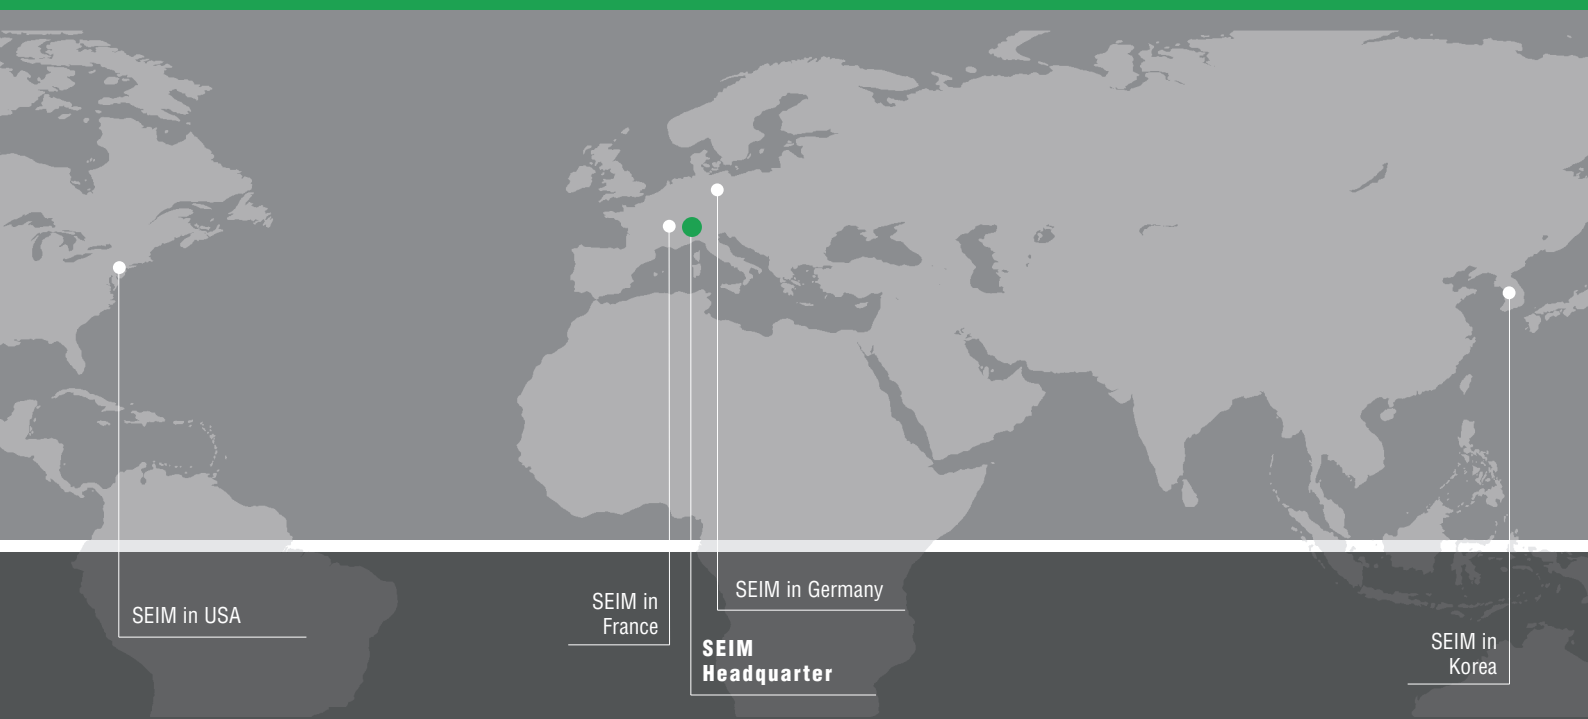 SEIM in USA
SEIM in
France
SEIM in Germany
SEIM
Headquarter
SEIM in
Korea